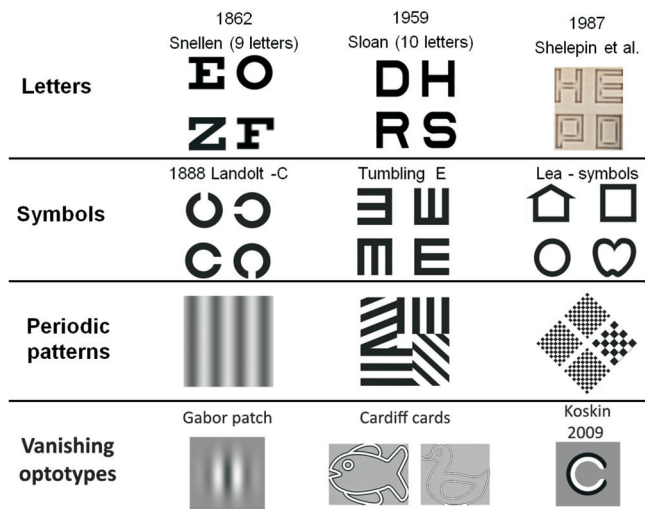 1862
Snellen (9 letters)
1959
Sloan (10 letters)
1987
Shelepin et al.
Letters
E O
Z F
D H
R S
H E
P O
1888 Landolt -C
Tumbling E
Lea - symbols
Symbols
Periodic
patterns
Gabor patch
Cardiff cards
Koskin
2009
Vanishing
optotypes